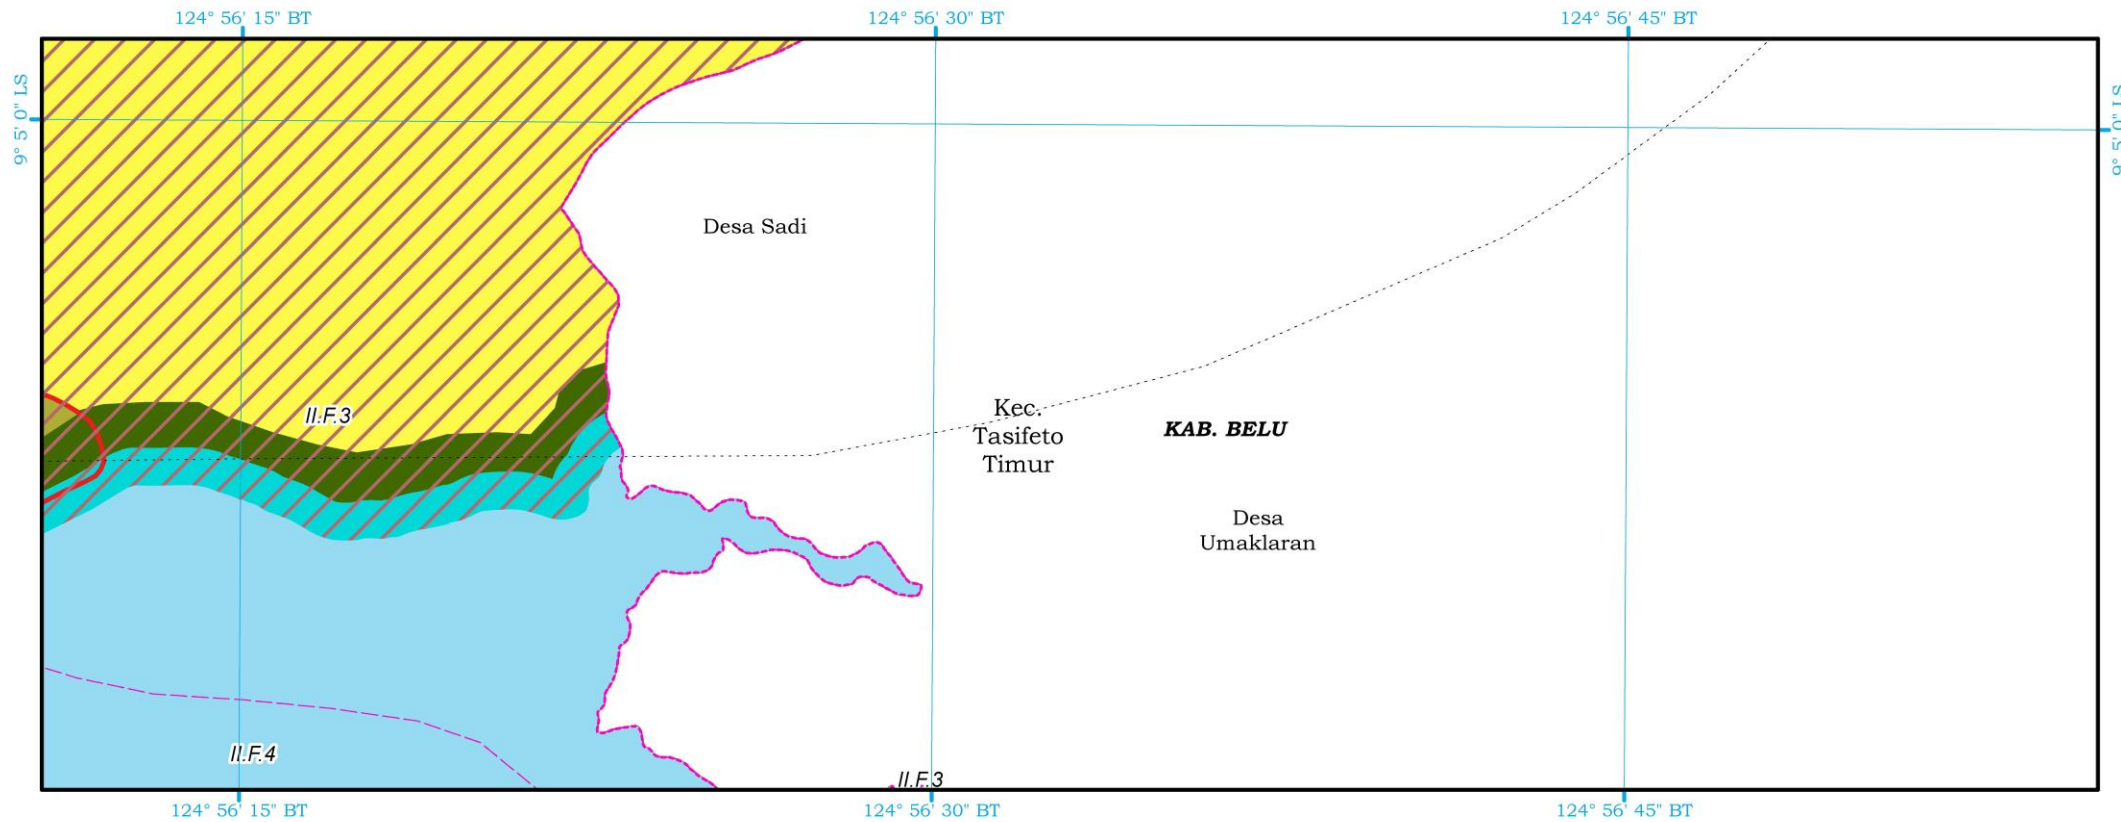 124° 56' 15" BT
124° 56' 30" BT
124° 56' 45" BT
9° 5' 0" LS
9° 5' 0" LS
Desa Sadi
II.F.3
Kec.
Tasifeto
Timur
KAB. BELU
Desa
Umaklaran
II.F.4
II.F.3
124° 56' 15" BT
124° 56' 30" BT
124° 56' 45" BT